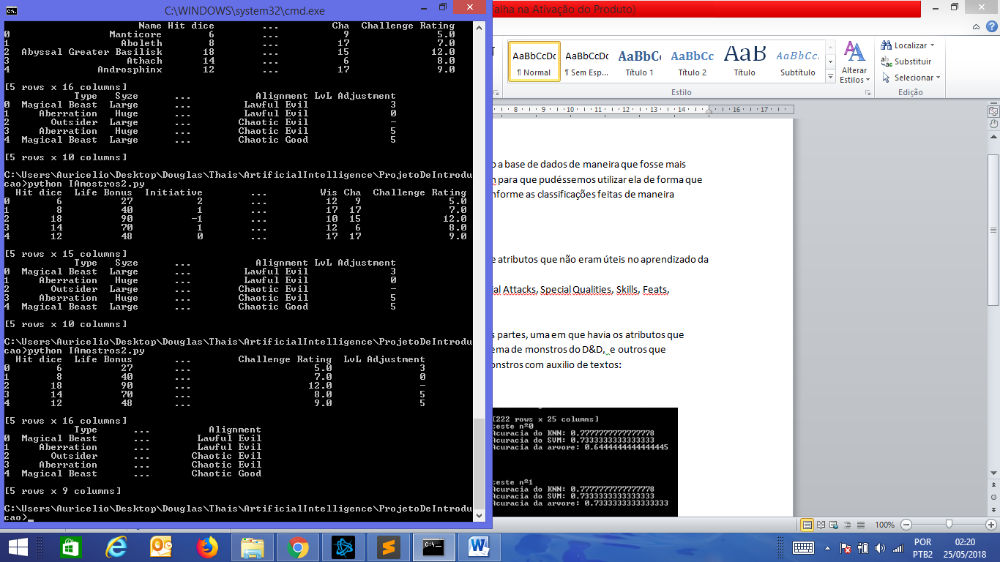 C:\WINDOWS\system32\cmd.exe
Name Hit dice ... Cha Challenge Rating
0 Manticore 6 ... 9 5.0
1 Aboleth 8 ... 17 7.0
2 Abyssal Greater Basilisk 18 ... 15 12.0
3 Athach 14 ... 6 8.0
4 Androsphinx 12 ... 17 9.0
[5 rows x 16 columns]
Type Syze ... Alignment LvL Adjustment
0 Magical Beast Large ... Lawful Evil 3
1 Aberration Huge ... Lawful Evil 0
2 Outsider Large ... Chaotic Evil -
3 Aberration Huge ... Chaotic Evil 5
4 Magical Beast Large ... Chaotic Good 5
[5 rows x 10 columns]
C:\Users\Auricelio\Desktop\Douglas\Thais\ArtificialIntelligence\ProjetoDeIntrodu
cao>python IAmostros2.py
Hit dice Life Bonus Initiative ... Wis Cha Challenge Rating
0 6 27 2 ... 12 9 5.0
1 8 40 1 ... 17 17 7.0
2 18 90 -1 ... 10 15 12.0
3 14 70 1 ... 12 6 8.0
4 12 48 0 ... 17 17 9.0
[5 rows x 15 columns]
Type Syze ... Alignment LvL Adjustment
0 Magical Beast Large ... Lawful Evil 3
1 Aberration Huge ... Lawful Evil 0
2 Outsider Large ... Chaotic Evil -
3 Aberration Huge ... Chaotic Evil 5
4 Magical Beast Large ... Chaotic Good 5
[5 rows x 10 columns]
C:\Users\Auricelio\Desktop\Douglas\Thais\ArtificialIntelligence\ProjetoDeIntrodu
cao>python IAmostros2.py
Hit dice Life Bonus ... Challenge Rating LvL Adjustment
0 6 27 ... 5.0 3
1 8 40 ... 7.0 0
2 18 90 ... 12.0 -
3 14 70 ... 8.0 5
4 12 48 ... 9.0 5
[5 rows x 16 columns]
Type ... Alignment
0 Magical Beast ... Lawful Evil
1 Aberration ... Lawful Evil
2 Outsider ... Chaotic Evil
3 Aberration ... Chaotic Evil
4 Magical Beast ... Chaotic Good
[5 rows x 9 columns]
C:\Users\Auricelio\Desktop\Douglas\Thais\ArtificialIntelligence\ProjetoDeIntrodu
cao>_
alha na Ativação do Produto)
AaBbCcDc AaBbCcDc AaBbCc AaBbCc AaB AaBbCc.
¶ Normal ¶ Sem Esp... Título 1 Título 2 Título Subtítulo
Alterar
Estilos
Localizar
Substituir
Selecionar
Estilo Edição
8 9 10 11 12 13 14 16 17
o a base de dados de maneira que fosse mais
para que pudéssemos utilizar ela de forma que
nforme as classificações feitas de maneira
e atributos que não eram úteis no aprendizado da
ial Attacks, Special Qualities, Skills, Feats,
s partes, uma em que havia os atributos que
ema de monstros do D&D, e outros que
onstros com auxilio de textos:
[222 rows x 25 columns]
teste nº0
Acuracia do KNN: 0.7777777777777778
Acuracia do SVM: 0.7333333333333333
Acuracia da arvore: 0.6444444444444445
teste nº1
Acuracia do KNN: 0.7777777777777778
Acuracia do SVM: 0.7333333333333333
Acuracia da arvore: 0.7333333333333333
100%
POR
PTB2
02:20
25/05/2018